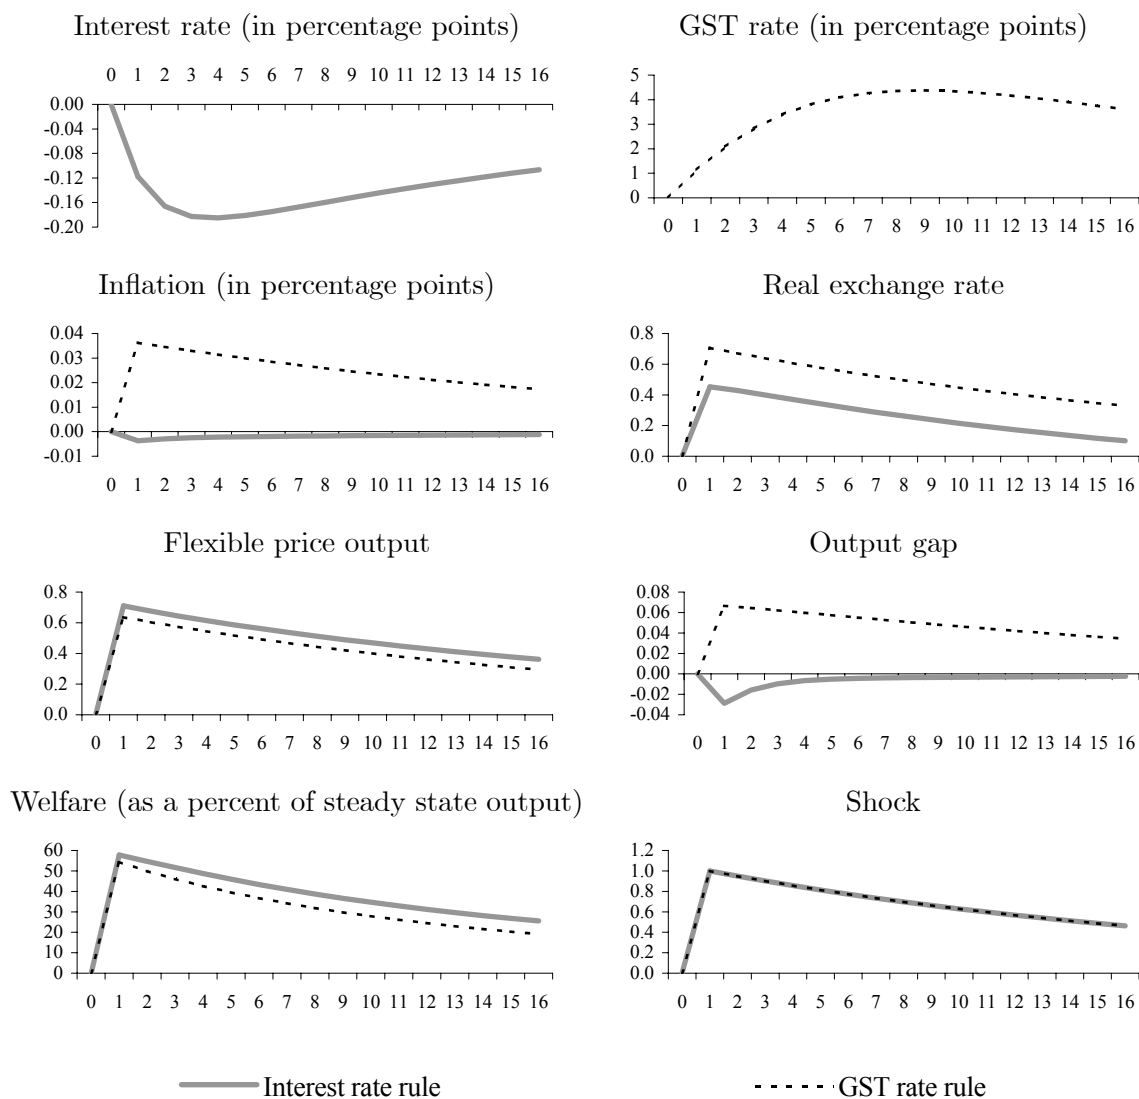 Interest rate (in percentage points)
0 1 2 3 4 5 6 7 8 9 10 11 12 13 14 15 16
0.00
-0.04
-0.08
-0.12
-0.16
-0.20
GST rate (in percentage points)
5
4
3
2
1
0
0 1 2 3 4 5 6 7 8 9 10 11 12 13 14 15 16
Inflation (in percentage points)
0.04
0.03
0.02
0.01
0.00
-0.01
0 1 2 3 4 5 6 7 8 9 10 11 12 13 14 15 16
Real exchange rate
0.8
0.6
0.4
0.2
0.0
0 1 2 3 4 5 6 7 8 9 10 11 12 13 14 15 16
Flexible price output
0.8
0.6
0.4
0.2
0.0
0 1 2 3 4 5 6 7 8 9 10 11 12 13 14 15 16
Output gap
0.08
0.06
0.04
0.02
0.00
-0.02
-0.04
0 1 2 3 4 5 6 7 8 9 10 11 12 13 14 15 16
Welfare (as a percent of steady state output)
60
50
40
30
20
10
0
0 1 2 3 4 5 6 7 8 9 10 11 12 13 14 15 16
Shock
1.2
1.0
0.8
0.6
0.4
0.2
0.0
0 1 2 3 4 5 6 7 8 9 10 11 12 13 14 15 16
Interest rate rule
GST rate rule